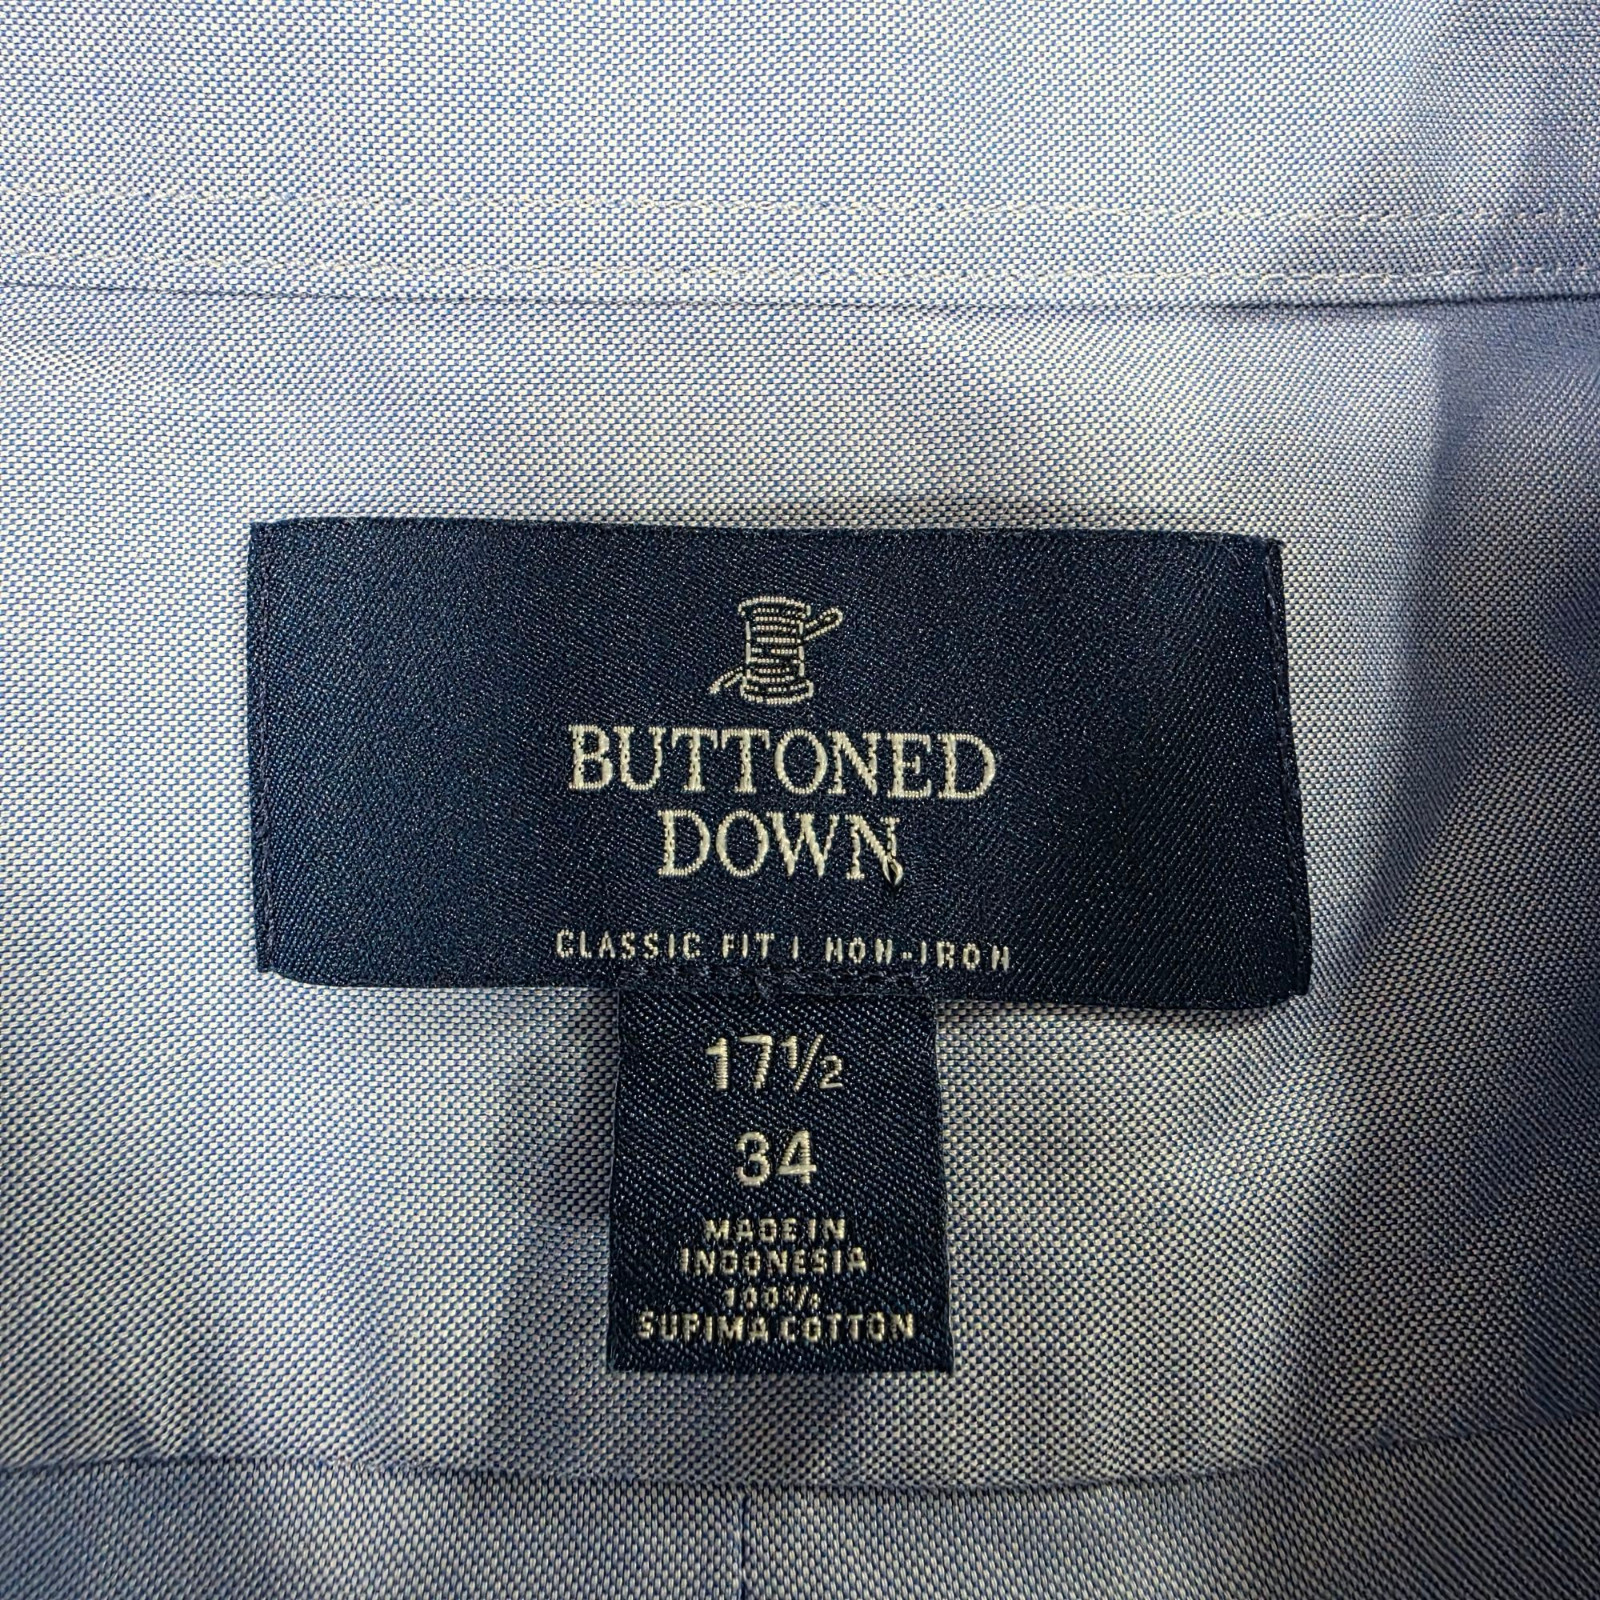 BUTTONED
DOWN
CLASSIC FIT | NON-IRON
17½
34
MADE IN
INDONESIA
100%
SUPIMA COTTON